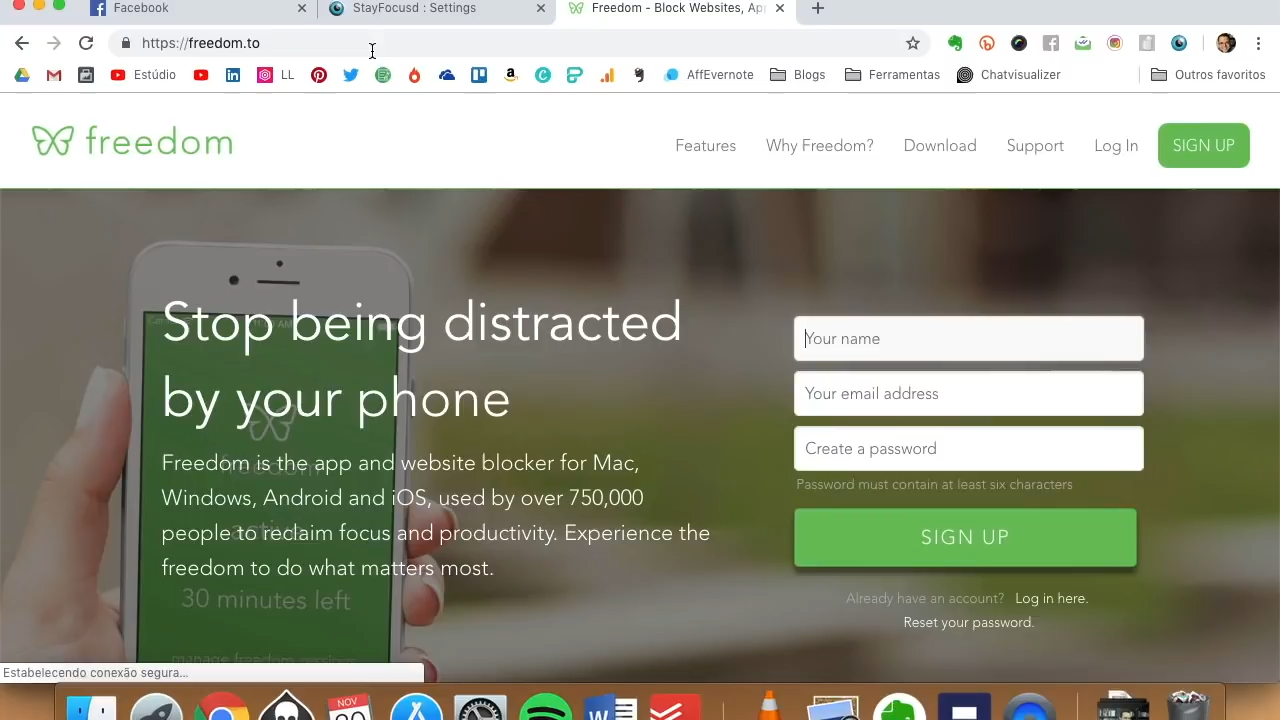 Facebook
StayFocusd : Settings
Freedom - Block Websites, Ap
https://freedom.to
Estúdio
LL
AffEvernote
Blogs
Ferramentas
Chatvisualizer
Outros favoritos
freedom
Features
Why Freedom?
Download
Support
Log In
SIGN UP
Stop being distracted
by your phone
Freedom is the app and website blocker for Mac,
Windows, Android and iOS, used by over 750,000
people to reclaim focus and productivity. Experience the
freedom to do what matters most.
freedom
active
30 minutes left
Your name
Your email address
Create a password
Password must contain at least six characters
SIGN UP
Already have an account? Log in here.
Reset your password.
Estabelecendo conexão segura...
NOV